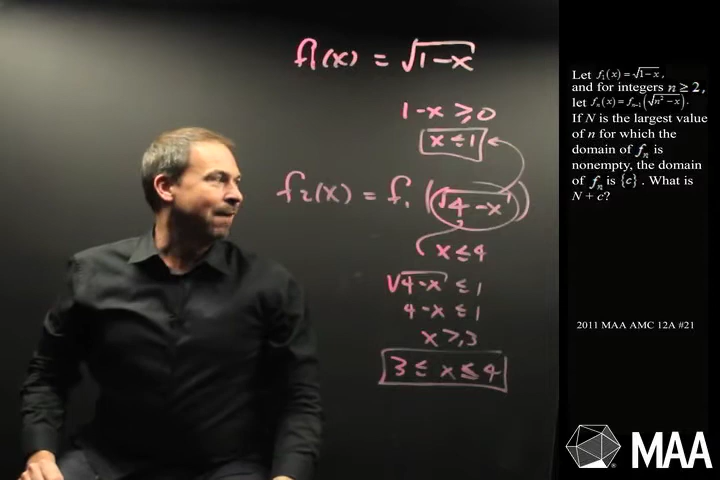 f₁(x) = √1-x
1-x ≥ 0
x ≤ 1
f₂(x) = f₁(√4-x)
x ≤ 4
√4-x ≤ 1
4-x ≤ 1
x ≥ 3
3 ≤ x ≤ 4
Let f₁(x) = √1-x,
and for integers n ≥ 2,
let fₙ(x) = fₙ₋₁(√n² - x).
If N is the largest value
of n for which the
domain of fₙ is
nonempty, the domain
of fₙ is {c}. What is
N + c?
2011 MAA AMC 12A #21
MAA